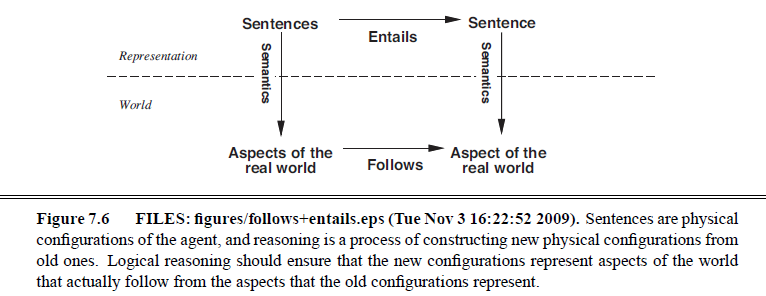 Sentences Entails Sentence
Representation
Semantics Semantics
World
Aspects of the real world Follows Aspect of the real world
Figure 7.6 FILES: figures/follows+entails.eps (Tue Nov 3 16:22:52 2009). Sentences are physical
configurations of the agent, and reasoning is a process of constructing new physical configurations from
old ones. Logical reasoning should ensure that the new configurations represent aspects of the world
that actually follow from the aspects that the old configurations represent.